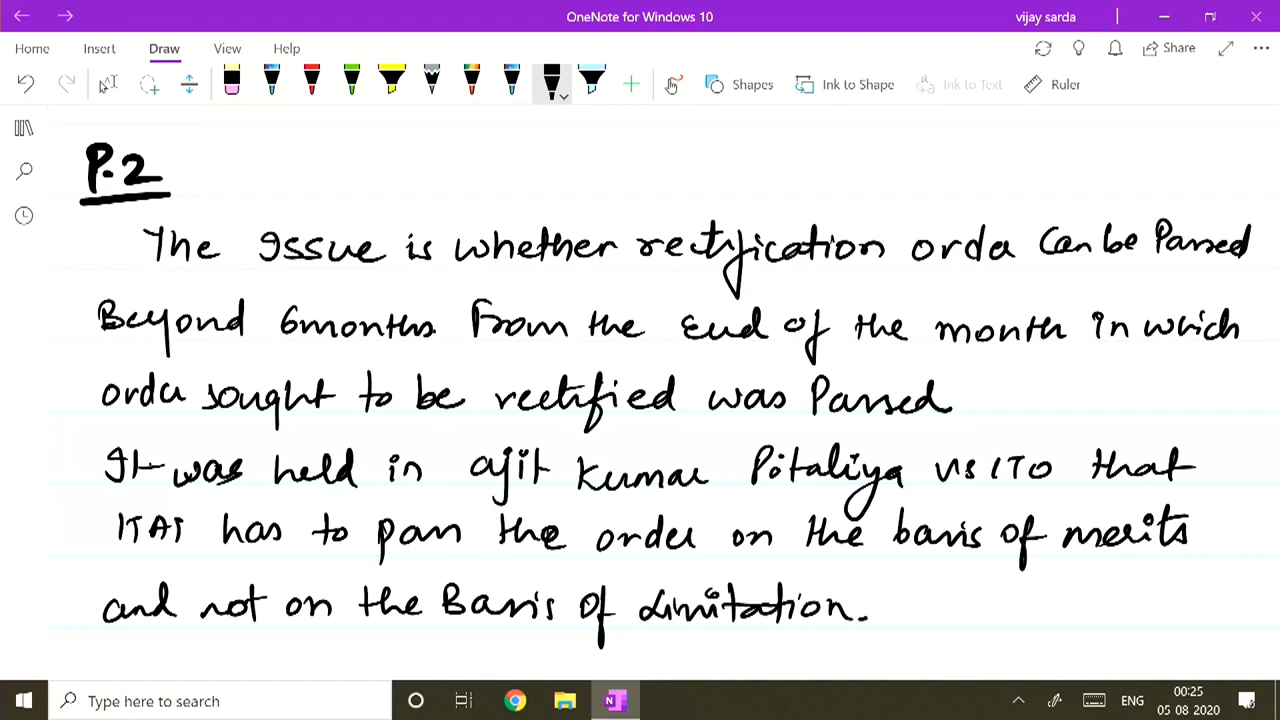 OneNote for Windows 10
vijay sarda
Home Insert Draw View Help
Share
Shapes Ink to Shape Ink to Text Ruler
P.2
The Issue is whether rectification order can be Passed
Beyond 6months From the End of the month in which
order sought to be rectified was Passed
It was held in ajit kumar Pitaliya vs ITO that
ITAT has to pass the order on the basis of merits
and not on the Basis of Limitation.
Type here to search
ENG
00:25
05-08-2020